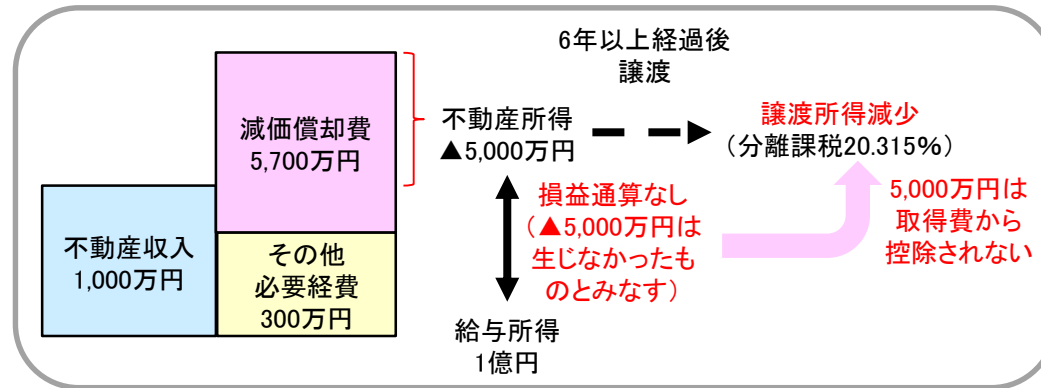 6年以上経過後
譲渡
減価償却費
5,700万円
不動産収入
1,000万円
その他
必要経費
300万円
不動産所得
▲5,000万円
譲渡所得減少
（分離課税20.315％）
損益通算なし
（▲5,000万円は
生じなかったも
のとみなす）
5,000万円は
取得費から
控除されない
給与所得
1億円